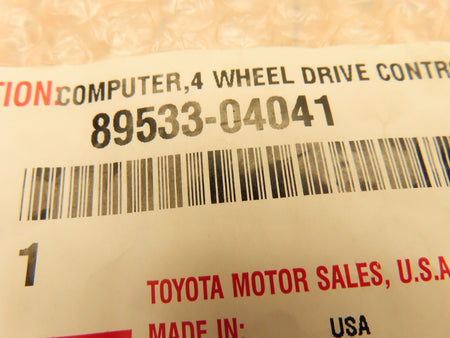 TION: COMPUTER,4 WHEEL DRIVE CONTR
89533-04041
1
TOYOTA MOTOR SALES, U.S.A
MADE IN: USA